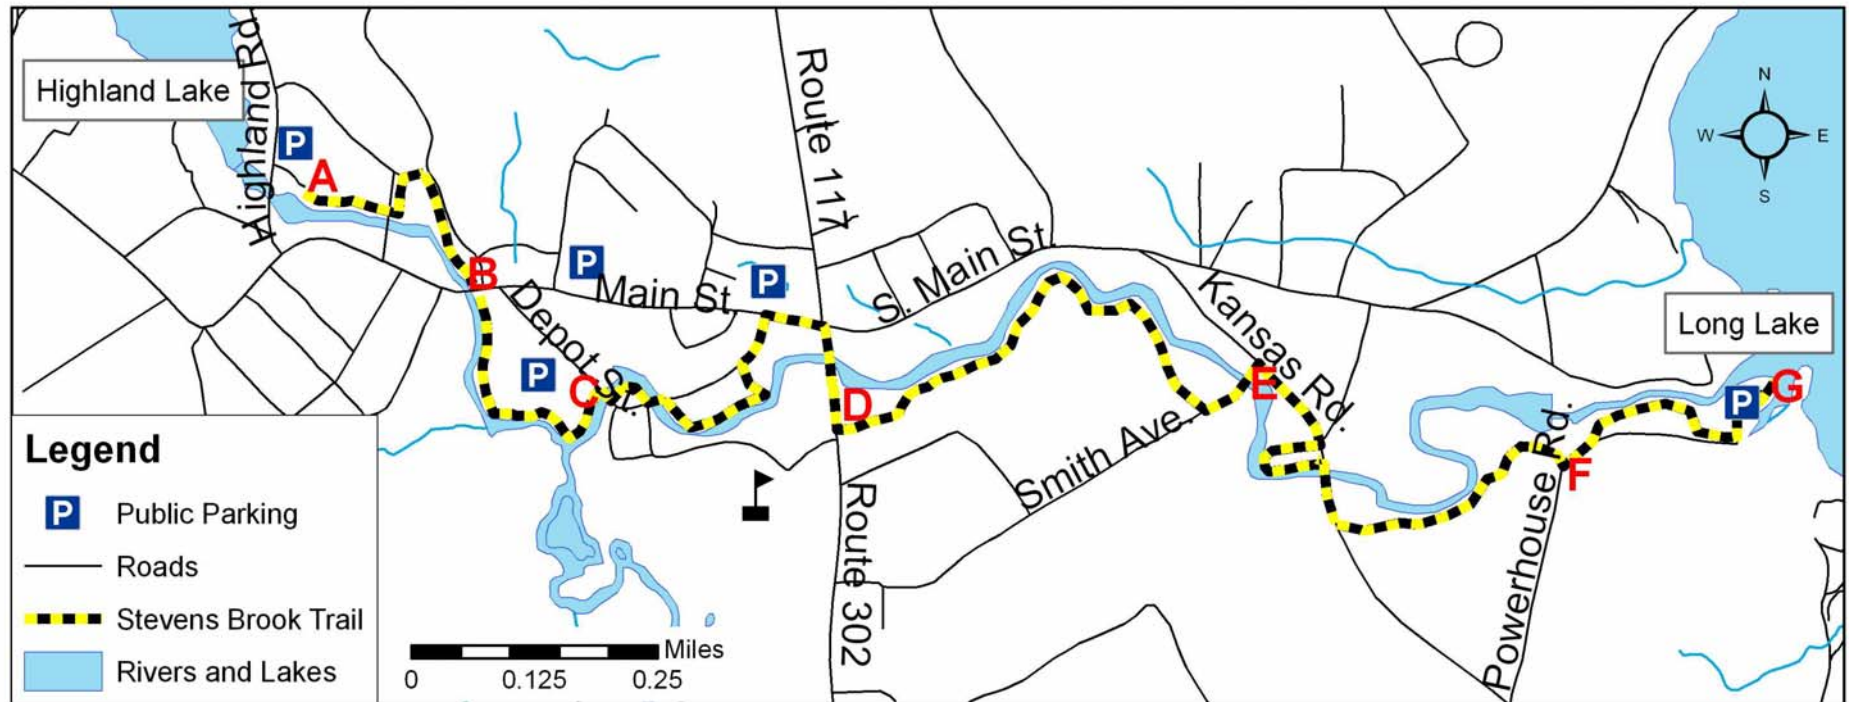 Highland Lake
Highland Rd
P
A
B
P
Main St
P
Depot St.
P
C
Route 117
S. Main St.
D
Route 302
Kansas Rd.
E
Smith Ave.
Powerhouse Rd.
F
P
G
Long Lake
N
W
E
S
Legend
P Public Parking
Roads
Stevens Brook Trail
Rivers and Lakes
Miles
0 0.125 0.25